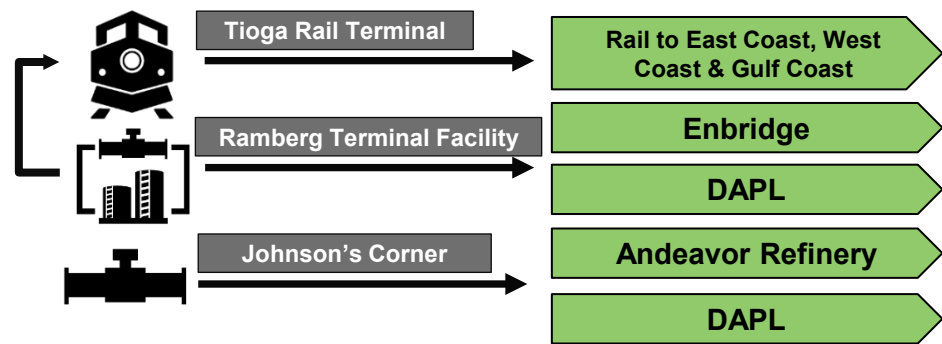 Tioga Rail Terminal
Rail to East Coast, West
Coast & Gulf Coast
Ramberg Terminal Facility
Enbridge
DAPL
Johnson's Corner
Andeavor Refinery
DAPL